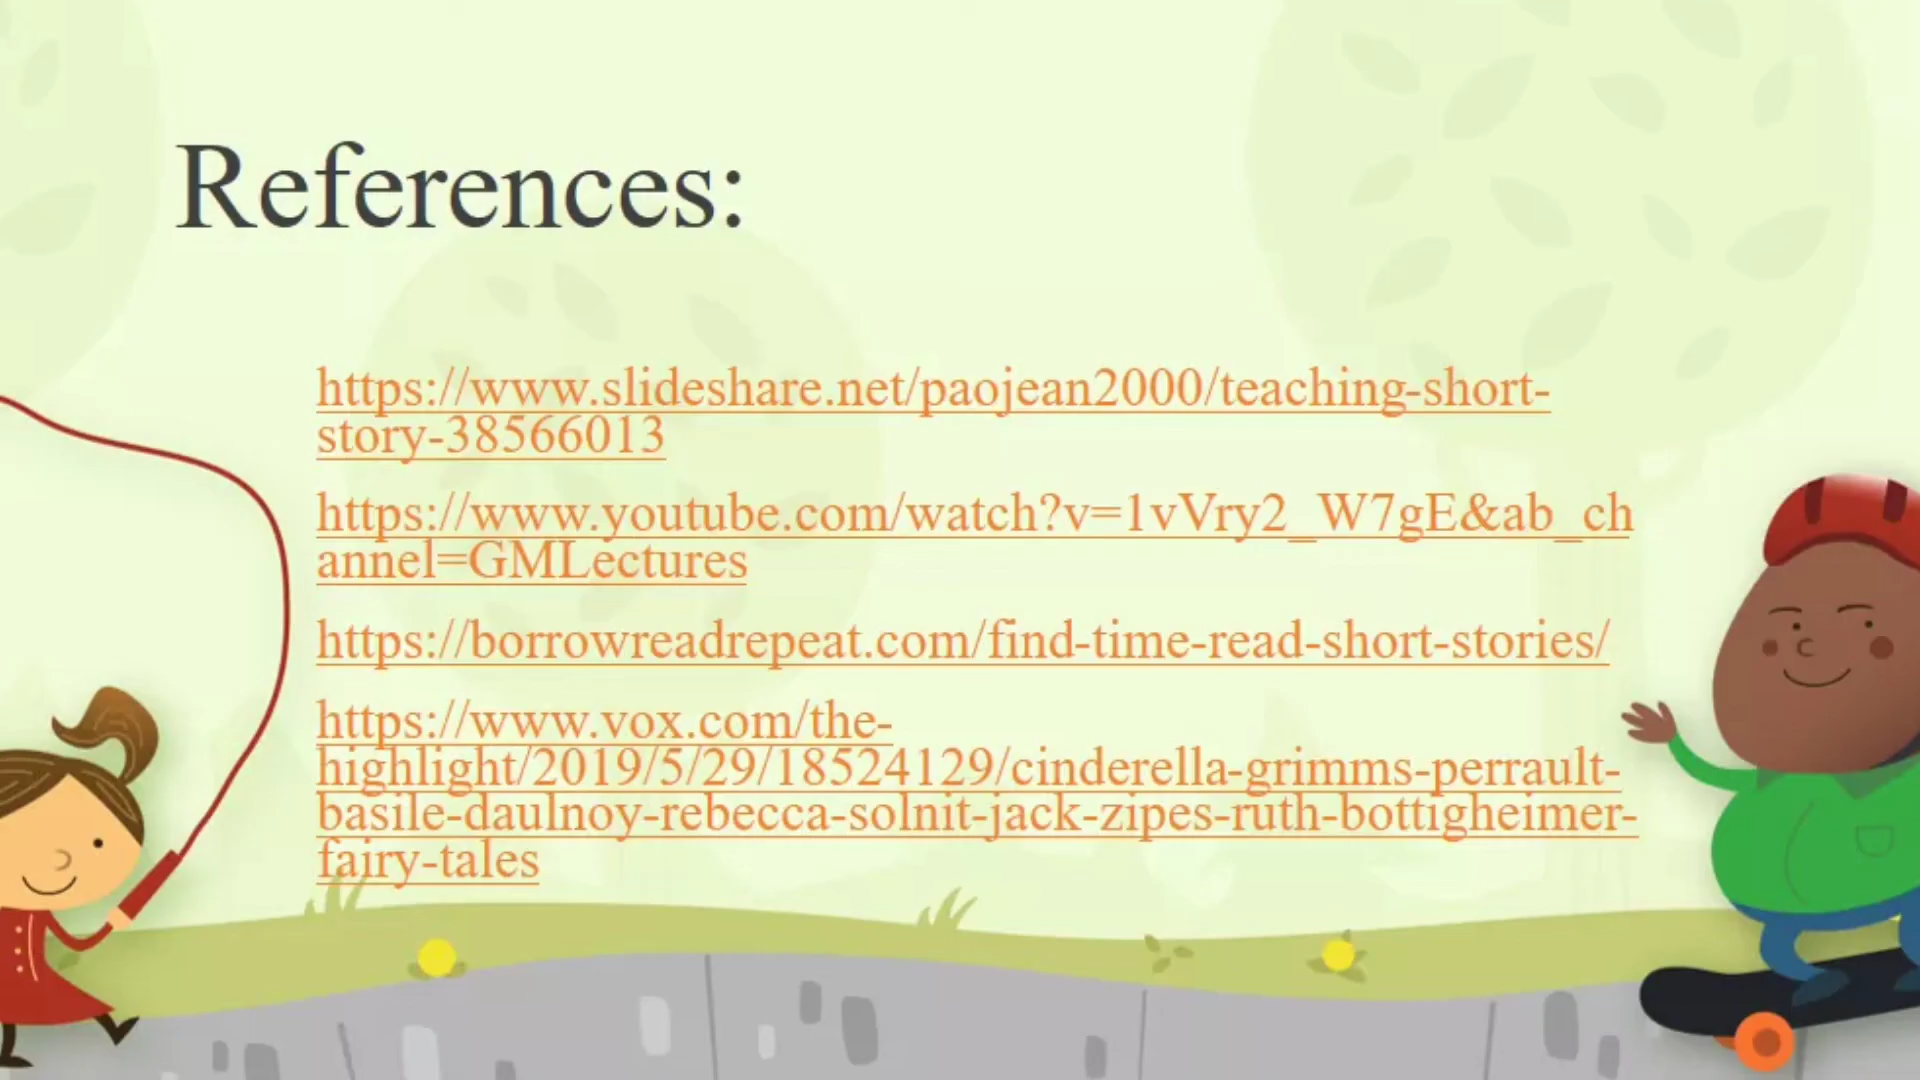 References:
https://www.slideshare.net/paojean2000/teaching-short-
story-38566013
https://www.youtube.com/watch?v=1vVry2_W7gE&ab_ch
annel=GMLectures
https://borrowreadrepeat.com/find-time-read-short-stories/
https://www.vox.com/the-
highlight/2019/5/29/18524129/cinderella-grimms-perrault-
basile-daulnoy-rebecca-solnit-jack-zipes-ruth-bottigheimer-
fairy-tales